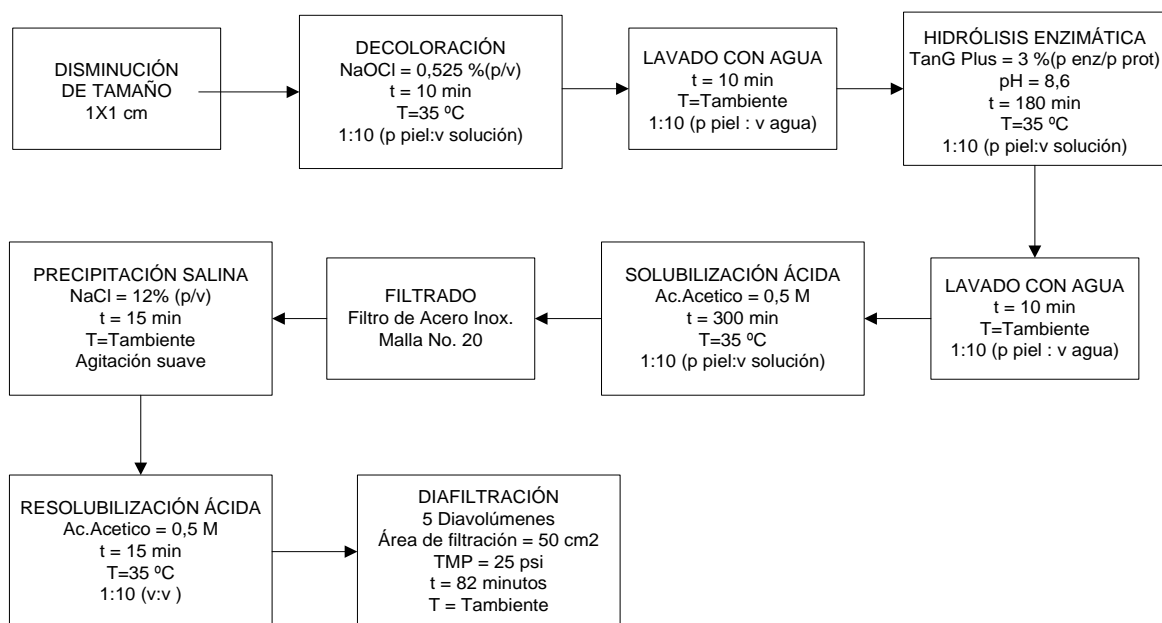 DISMINUCIÓN
DE TAMAÑO
1X1 cm
DECOLORACIÓN
NaOCl = 0,525 %(p/v)
t = 10 min
T=35 ºC
1:10 (p piel:v solución)
LAVADO CON AGUA
t = 10 min
T=Tambiente
1:10 (p piel : v agua)
HIDRÓLISIS ENZIMÁTICA
TanG Plus = 3 %(p enz/p prot)
pH = 8,6
t = 180 min
T=35 ºC
1:10 (p piel:v solución)
LAVADO CON AGUA
t = 10 min
T=Tambiente
1:10 (p piel : v agua)
SOLUBILIZACIÓN ÁCIDA
Ac.Acetico = 0,5 M
t = 300 min
T=35 ºC
1:10 (p piel:v solución)
FILTRADO
Filtro de Acero Inox.
Malla No. 20
PRECIPITACIÓN SALINA
NaCl = 12% (p/v)
t = 15 min
T=Tambiente
Agitación suave
RESOLUBILIZACIÓN ÁCIDA
Ac.Acetico = 0,5 M
t = 15 min
T=35 ºC
1:10 (v:v )
DIAFILTRACIÓN
5 Diavolúmenes
Área de filtración = 50 cm2
TMP = 25 psi
t = 82 minutos
T = Tambiente